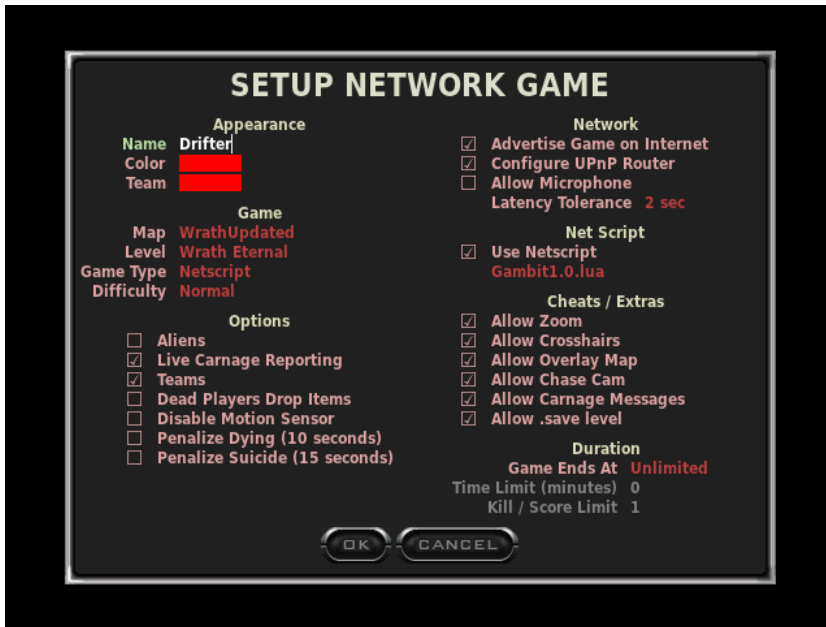 SETUP NETWORK GAME
Appearance
Name Drifter
Color
Team
Game
Map WrathUpdated
Level Wrath Eternal
Game Type Netscript
Difficulty Normal
Options
Aliens
Live Carnage Reporting
Teams
Dead Players Drop Items
Disable Motion Sensor
Penalize Dying (10 seconds)
Penalize Suicide (15 seconds)
Network
Advertise Game on Internet
Configure UPnP Router
Allow Microphone
Latency Tolerance 2 sec
Net Script
Use Netscript
Gambit1.0.lua
Cheats / Extras
Allow Zoom
Allow Crosshairs
Allow Overlay Map
Allow Chase Cam
Allow Carnage Messages
Allow .save level
Duration
Game Ends At Unlimited
Time Limit (minutes) 0
Kill / Score Limit 1
OK CANCEL